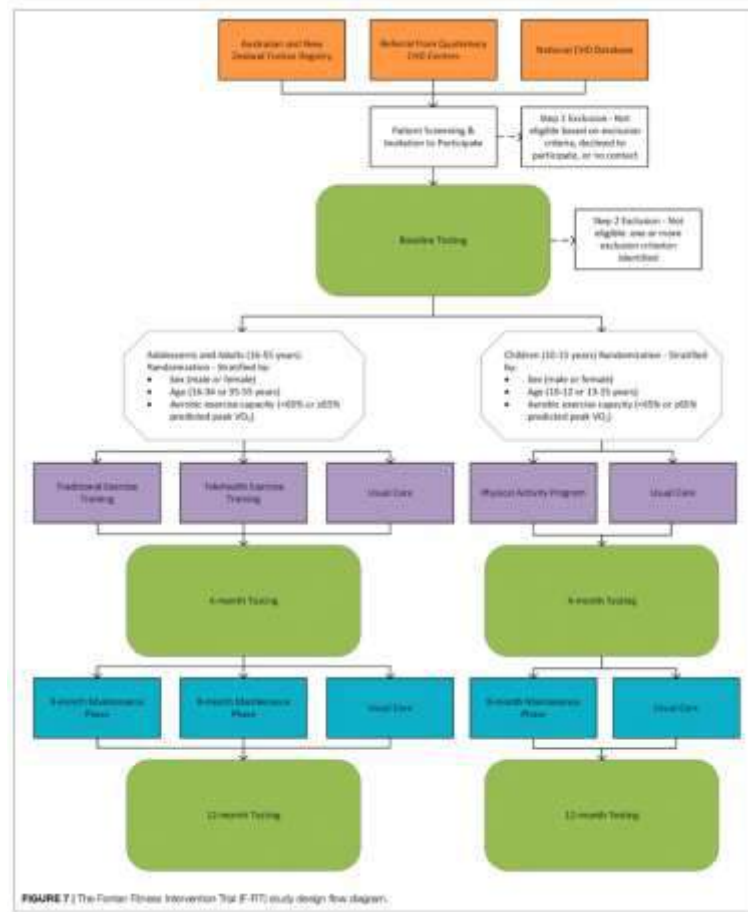 Australian and New
Zealand Fontan Registry
Referral from Quaternary
CHD Centers
National CHD Database
Patient Screening &
Invitation to Participate
Step 1 Exclusion - Not
eligible based on exclusion
criteria, declined to
participate, or no contact
Baseline Testing
Step 2 Exclusion - Not
eligible: one or more
exclusion criterion
identified
Adolescents and Adults (16-55 years)
Randomization - Stratified by:
• Sex (male or female)
• Age (16-34 or 35-55 years)
• Aerobic exercise capacity (<65% or ≥65%
predicted peak VO₂)
Children (10-15 years) Randomization - Stratified
by:
• Sex (male or female)
• Age (10-12 or 13-15 years)
• Aerobic exercise capacity (<65% or ≥65%
predicted peak VO₂)
Traditional Exercise
Training
Telehealth Exercise
Training
Usual Care
Physical Activity Program
Usual Care
4-month Testing
4-month Testing
-month Maintenance
Phase
-month Maintenance
Phase
Usual Care
-month Maintenance
Phase
Usual Care
12-month Testing
12-month Testing
FIGURE 7 | The Fontan Fitness Intervention Trial (F-FIT) study design flow diagram.